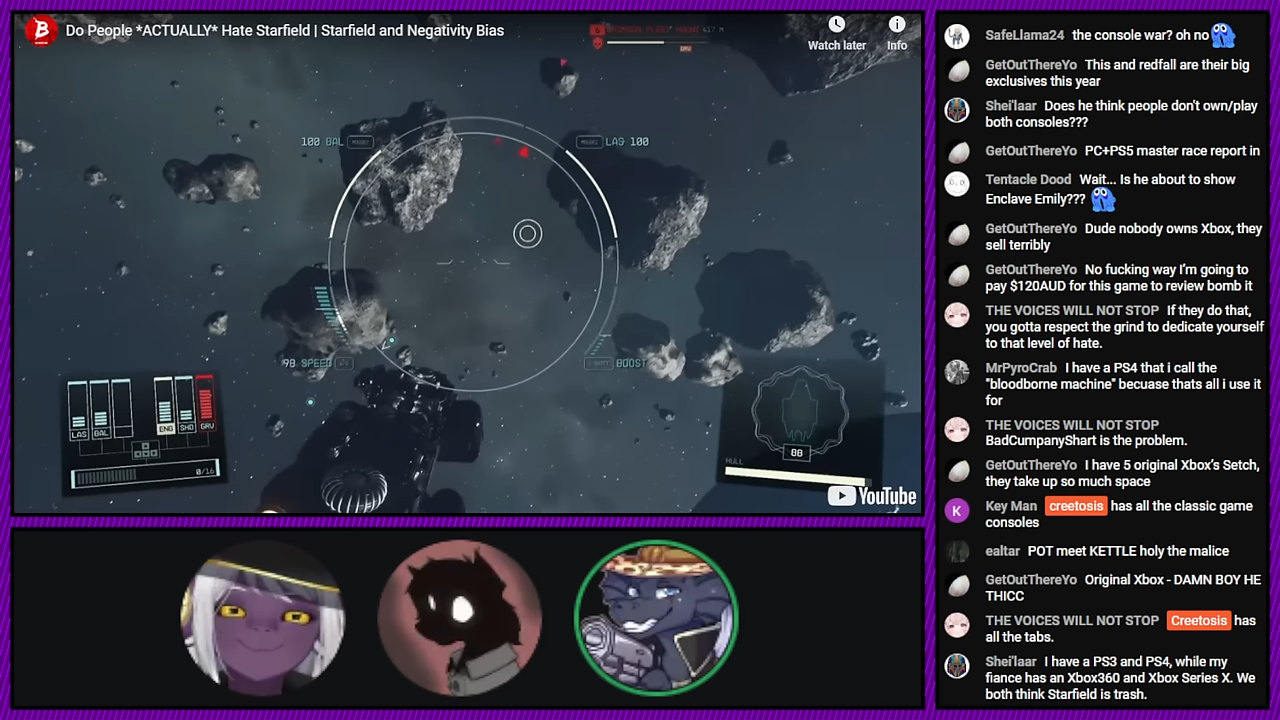 Do People *ACTUALLY* Hate Starfield | Starfield and Negativity Bias
Watch later
Info
417 M
100 BAL
LAS 100
98 SPEED
BOOST
LAS
BAL
ENG
SHD
GRV
0/16
HULL
YouTube
SafeLlama24 the console war? oh no
GetOutThereYo This and redfall are their big
exclusives this year
Shei'laar Does he think people don't own/play
both consoles???
GetOutThereYo PC+PS5 master race report in
Tentacle Dood Wait... Is he about to show
Enclave Emily???
GetOutThereYo Dude nobody owns Xbox, they
sell terribly
GetOutThereYo No fucking way I'm going to
pay $120AUD for this game to review bomb it
THE VOICES WILL NOT STOP If they do that,
you gotta respect the grind to dedicate yourself
to that level of hate.
MrPyroCrab I have a PS4 that i call the
"bloodborne machine" becuase thats all i use it
for
THE VOICES WILL NOT STOP
BadCumpanyShart is the problem.
GetOutThereYo I have 5 original Xbox's Setch,
they take up so much space
K
Key Man creetosis has all the classic game
consoles
ealtar POT meet KETTLE holy the malice
GetOutThereYo Original Xbox - DAMN BOY HE
THICC
THE VOICES WILL NOT STOP Creetosis has
all the tabs.
Shei'laar I have a PS3 and PS4, while my
fiance has an Xbox360 and Xbox Series X. We
both think Starfield is trash.